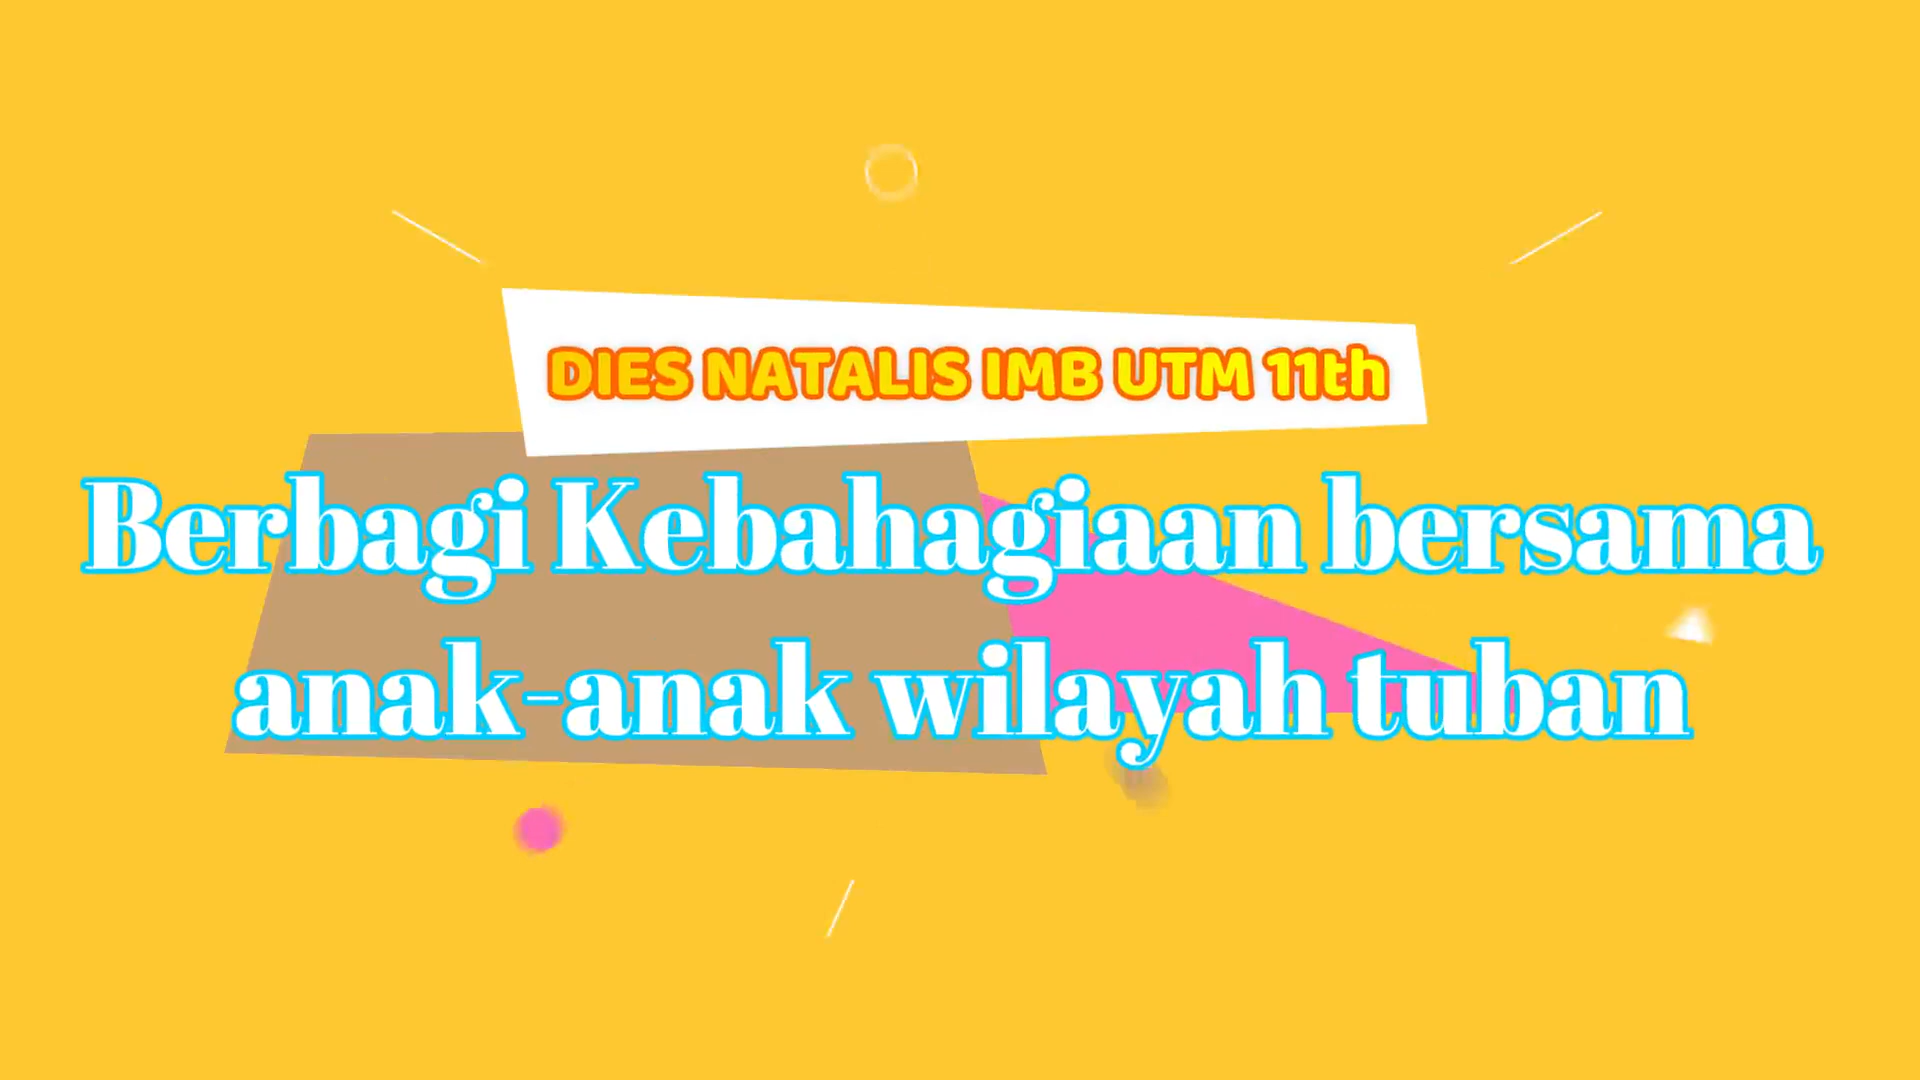 DIES NATALIS IMB UTM 11th
Berbagi Kebahagiaan bersama
anak-anak wilayah tuban